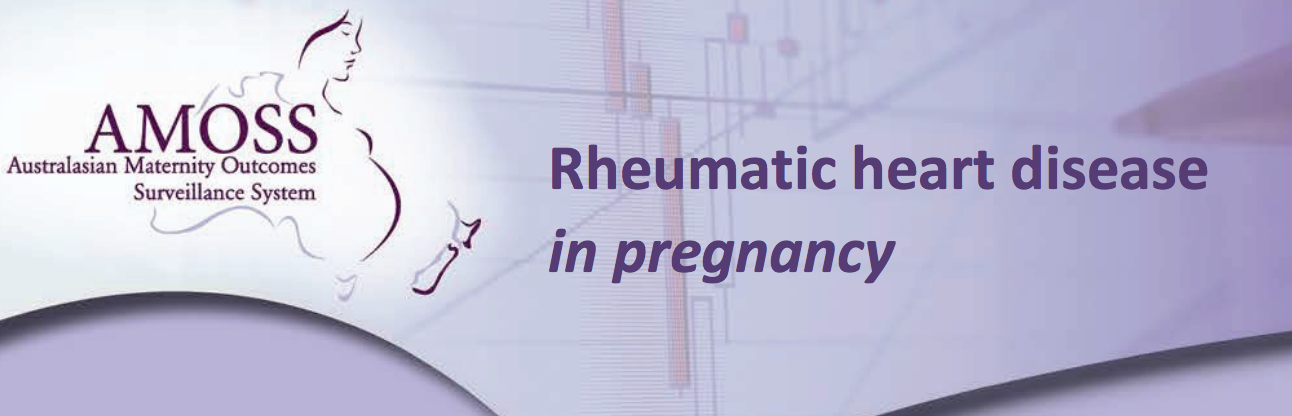 AMOSS
Australasian Maternity Outcomes
Surveillance System
Rheumatic heart disease
in pregnancy